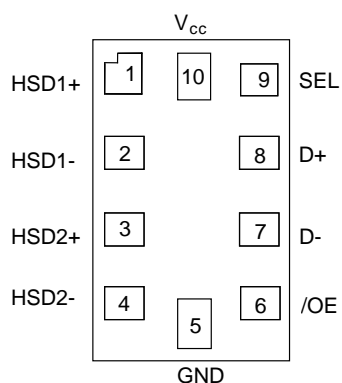 Vcc
HSD1+ 1 10 9 SEL
HSD1- 2 8 D+
HSD2+ 3 7 D-
HSD2- 4 5 6 /OE
GND